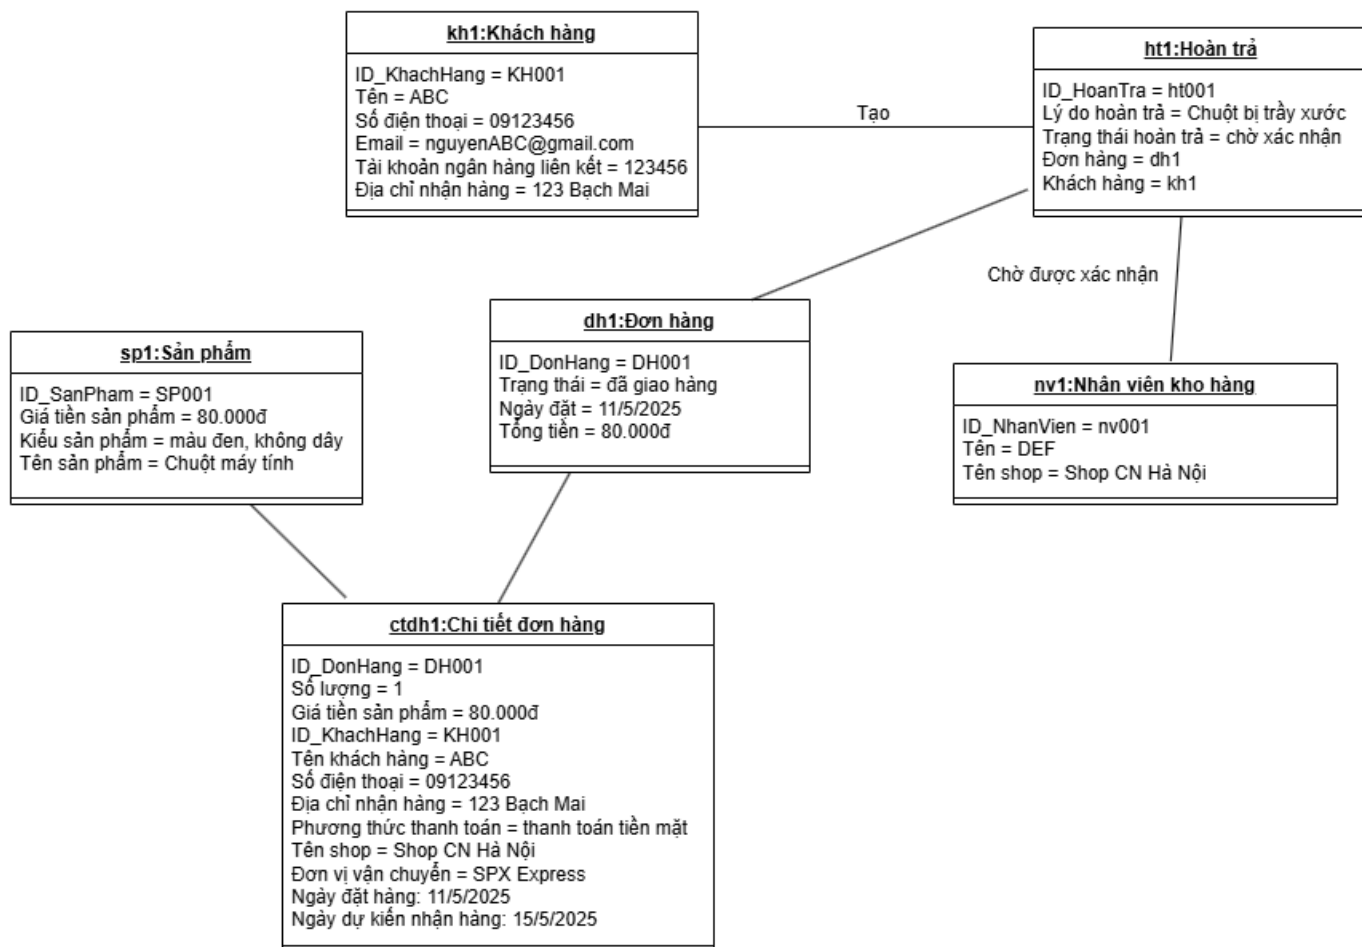 kh1:Khách hàng
ID_KhachHang = KH001
Tên = ABC
Số điện thoại = 09123456
Email = nguyenABC@gmail.com
Tài khoản ngân hàng liên kết = 123456
Địa chỉ nhận hàng = 123 Bạch Mai
Tạo
ht1:Hoàn trả
ID_HoanTra = ht001
Lý do hoàn trả = Chuột bị trầy xước
Trạng thái hoàn trả = chờ xác nhận
Đơn hàng = dh1
Khách hàng = kh1
Chờ được xác nhận
sp1:Sản phẩm
ID_SanPham = SP001
Giá tiền sản phẩm = 80.000đ
Kiểu sản phẩm = màu đen, không dây
Tên sản phẩm = Chuột máy tính
dh1:Đơn hàng
ID_DonHang = DH001
Trạng thái = đã giao hàng
Ngày đặt = 11/5/2025
Tổng tiền = 80.000đ
nv1:Nhân viên kho hàng
ID_NhanVien = nv001
Tên = DEF
Tên shop = Shop CN Hà Nội
ctdh1:Chi tiết đơn hàng
ID_DonHang = DH001
Số lượng = 1
Giá tiền sản phẩm = 80.000đ
ID_KhachHang = KH001
Tên khách hàng = ABC
Số điện thoại = 09123456
Địa chỉ nhận hàng = 123 Bạch Mai
Phương thức thanh toán = thanh toán tiền mặt
Tên shop = Shop CN Hà Nội
Đơn vị vận chuyển = SPX Express
Ngày đặt hàng: 11/5/2025
Ngày dự kiến nhận hàng: 15/5/2025